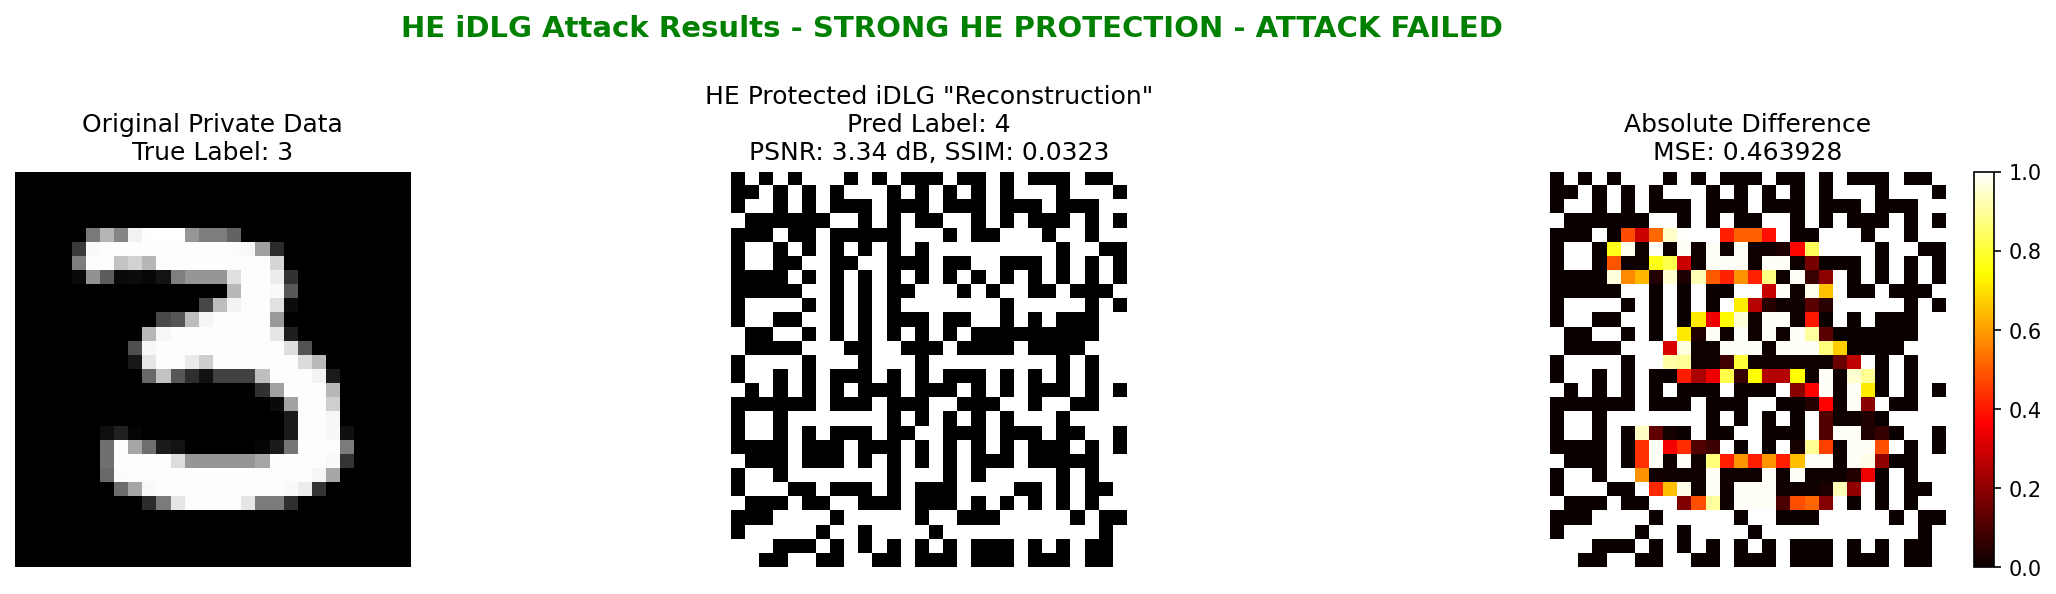 HE iDLG Attack Results - STRONG HE PROTECTION - ATTACK FAILED
Original Private Data
True Label: 3
HE Protected iDLG "Reconstruction"
Pred Label: 4
PSNR: 3.34 dB, SSIM: 0.0323
Absolute Difference
MSE: 0.463928
1.0
0.8
0.6
0.4
0.2
0.0